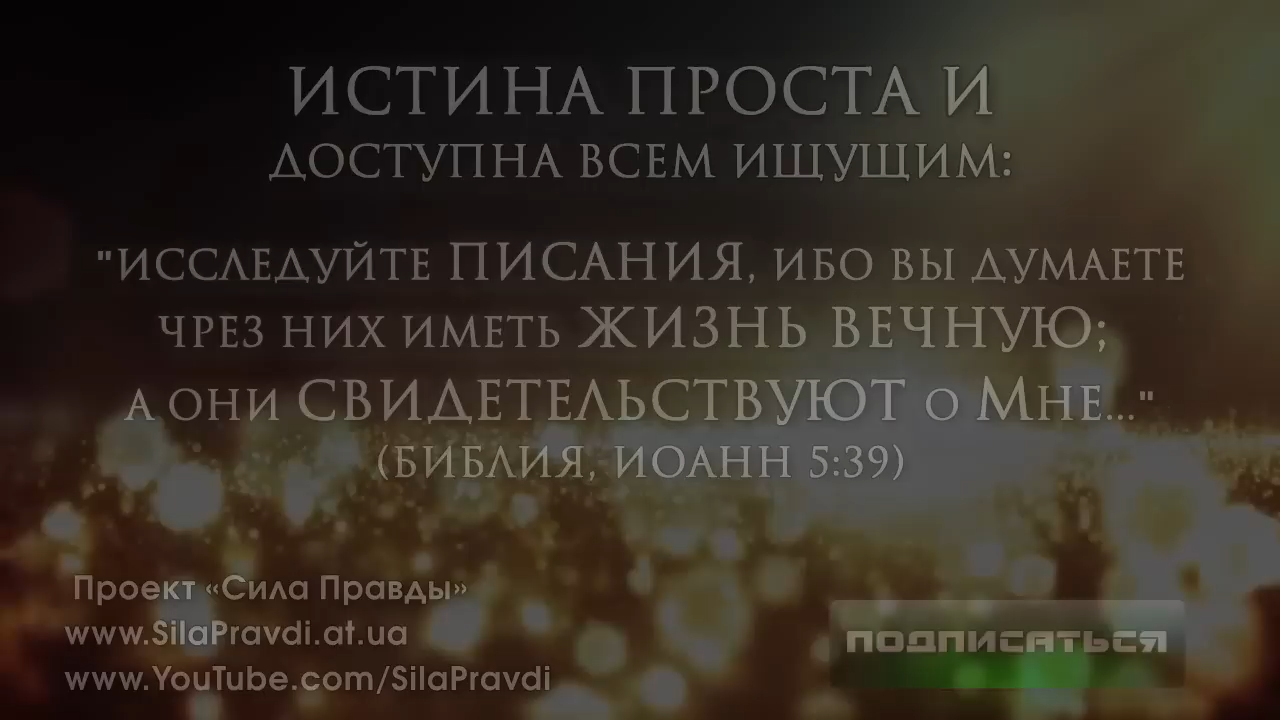 ИСТИНА ПРОСТА И
ДОСТУПНА ВСЕМ ИЩУЩИМ:
"ИССЛЕДУЙТЕ ПИСАНИЯ, ИБО ВЫ ДУМАЕТЕ
ЧРЕЗ НИХ ИМЕТЬ ЖИЗНЬ ВЕЧНУЮ;
А ОНИ СВИДЕТЕЛЬСТВУЮТ О МНЕ..."
(БИБЛИЯ, ИОАНН 5:39)
Проект «Сила Правды»
www.SilaPravdi.at.ua
www.YouTube.com/SilaPravdi
ПОДПИСАТЬСЯ